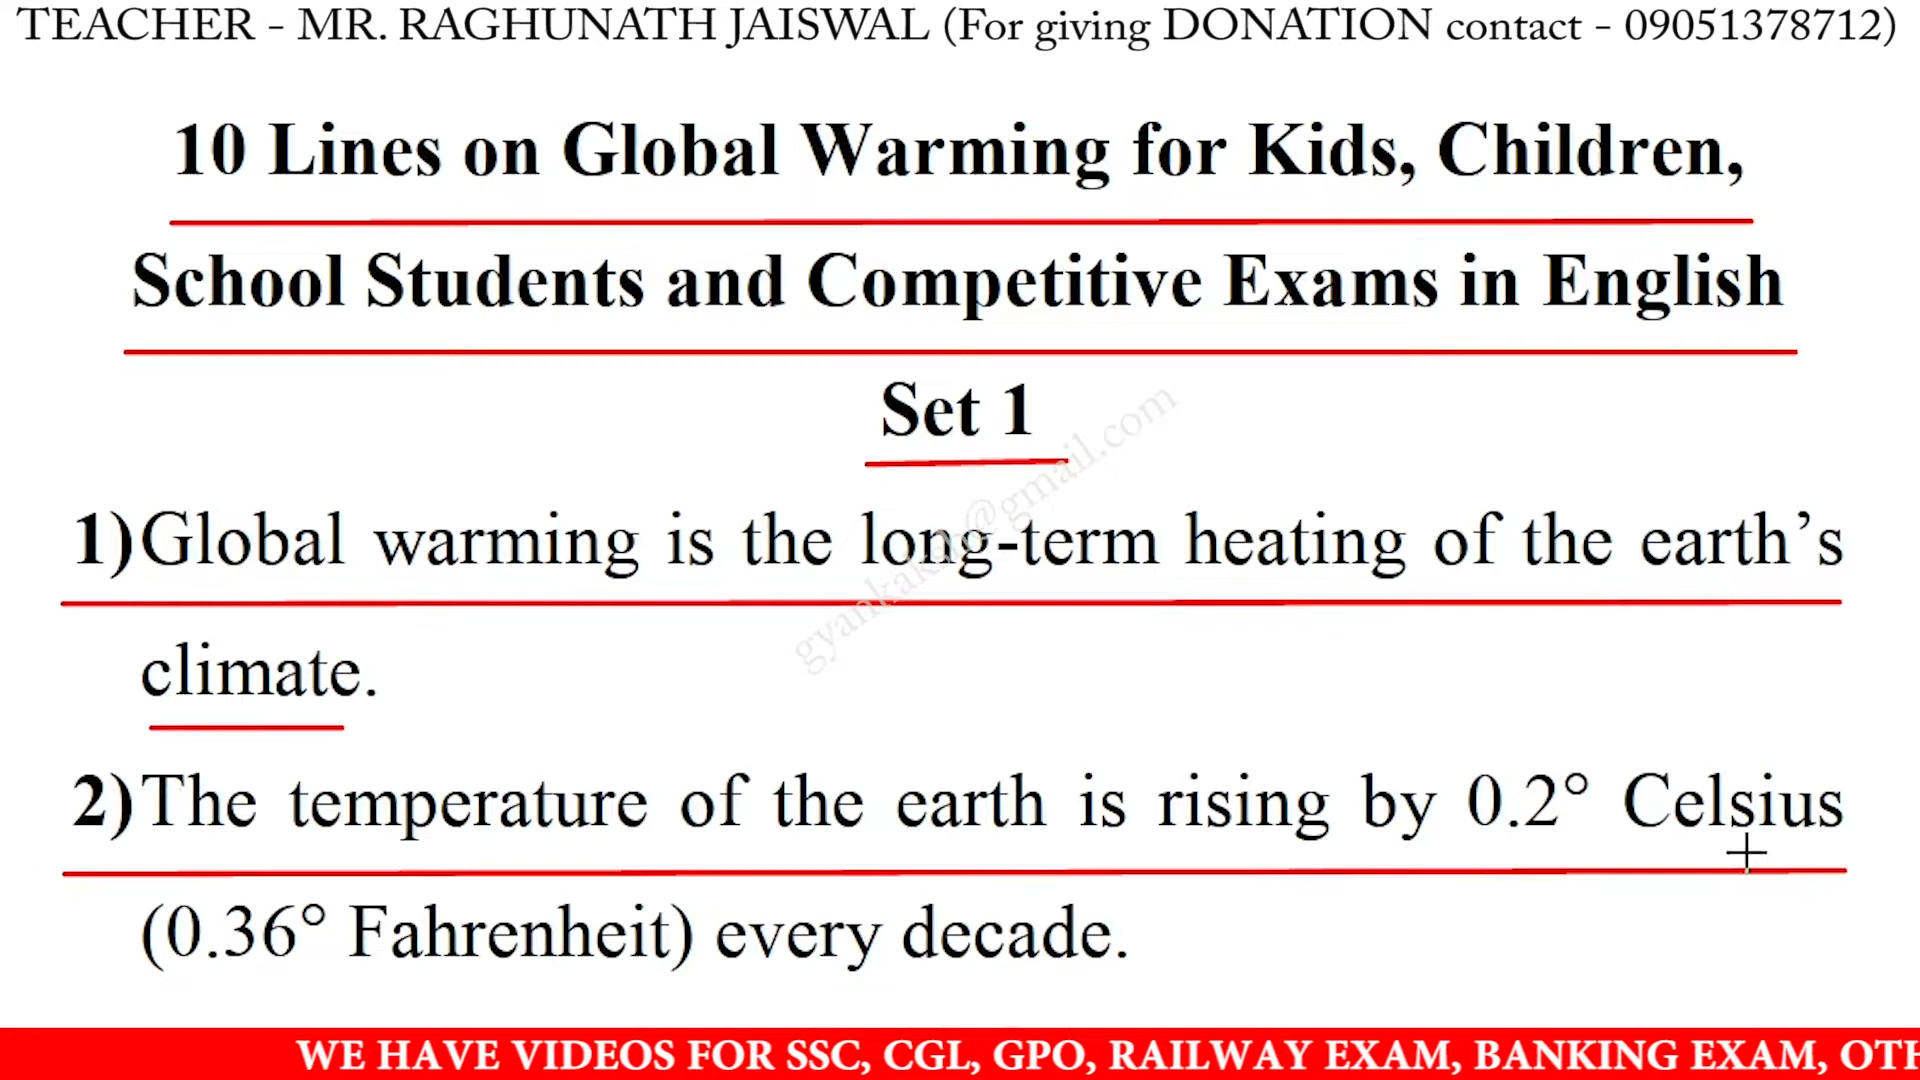 TEACHER - MR. RAGHUNATH JAISWAL (For giving DONATION contact - 09051378712)
10 Lines on Global Warming for Kids, Children,
School Students and Competitive Exams in English
Set 1
gyankaksh@gmail.com
1) Global warming is the long-term heating of the earth’s
climate.
2) The temperature of the earth is rising by 0.2° Celsius
(0.36° Fahrenheit) every decade.
WE HAVE VIDEOS FOR SSC, CGL, GPO, RAILWAY EXAM, BANKING EXAM,